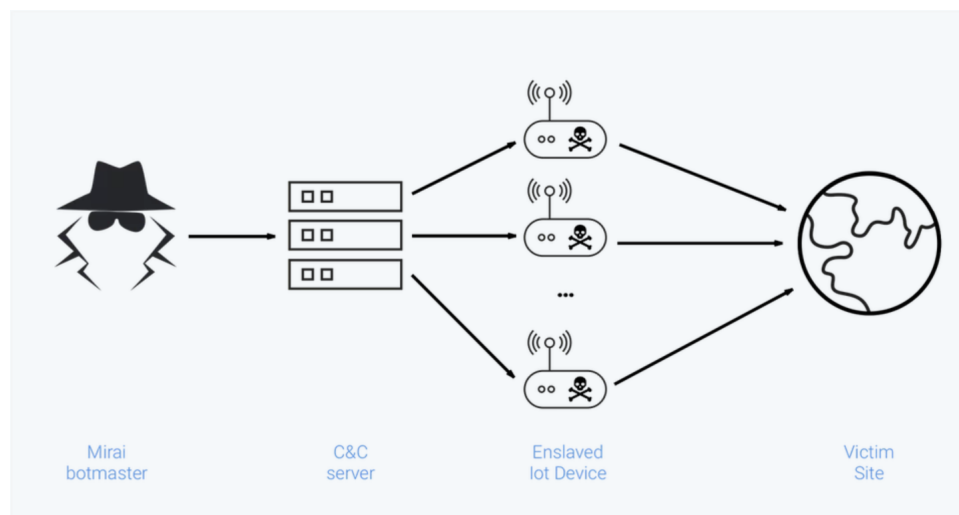 Mirai
botmaster
C&C
server
...
Enslaved
Iot Device
Victim
Site